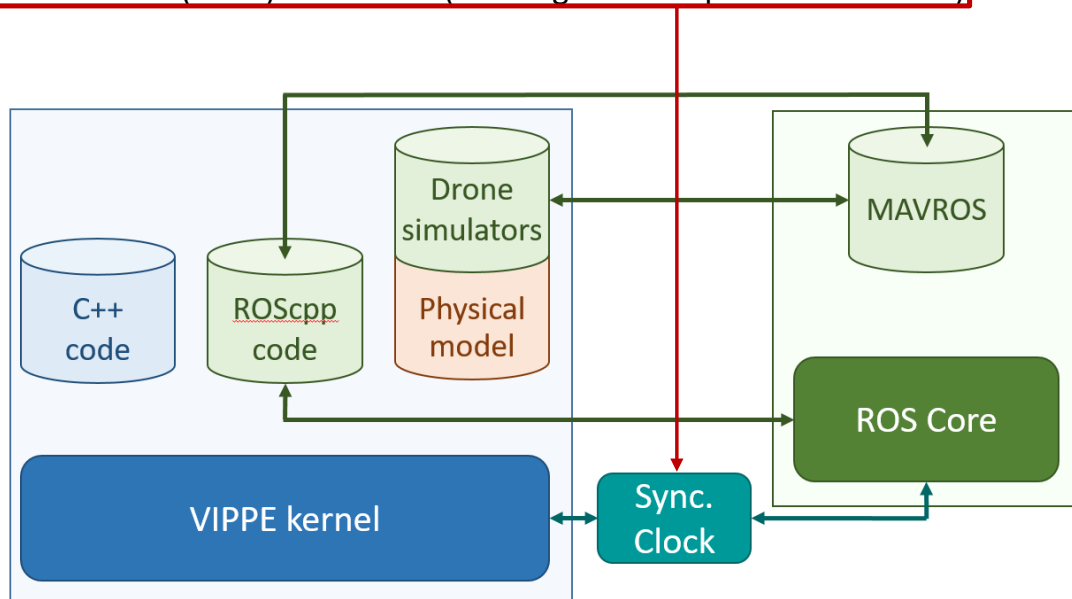 Drone
simulators
MAVROS
C++
code
ROScpp
code
Physical
model
ROS Core
VIPPE kernel
Sync.
Clock